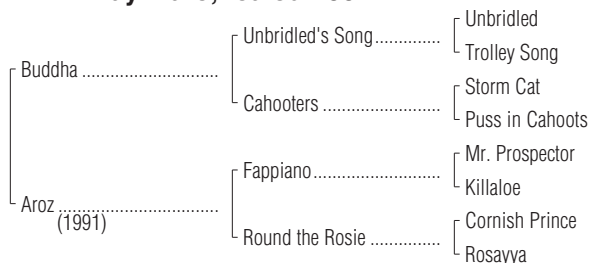 Unbridled
Unbridled's Song..............
Trolley Song
Buddha .............................
Storm Cat
Cahooters .........................
Puss in Cahoots
Mr. Prospector
Fappiano...........................
Killaloe
Aroz ..................................
(1991)
Cornish Prince
Round the Rosie ...............
Rosayya